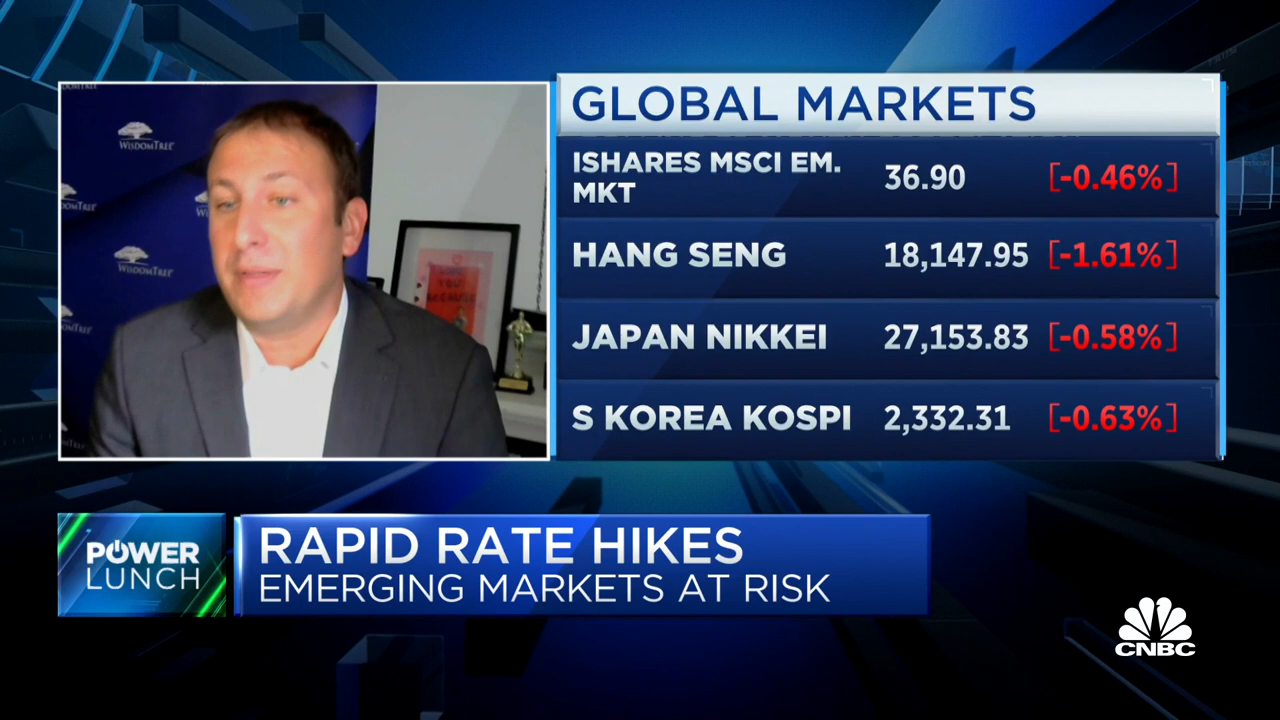 WISDOMTREE
WISDOMTREE
GLOBAL MARKETS
ISHARES MSCI EM.
MKT
36.90
[-0.46%]
HANG SENG
18,147.95
[-1.61%]
JAPAN NIKKEI
27,153.83
[-0.58%]
S KOREA KOSPI
2,332.31
[-0.63%]
POWER
LUNCH
RAPID RATE HIKES
EMERGING MARKETS AT RISK
CNBC